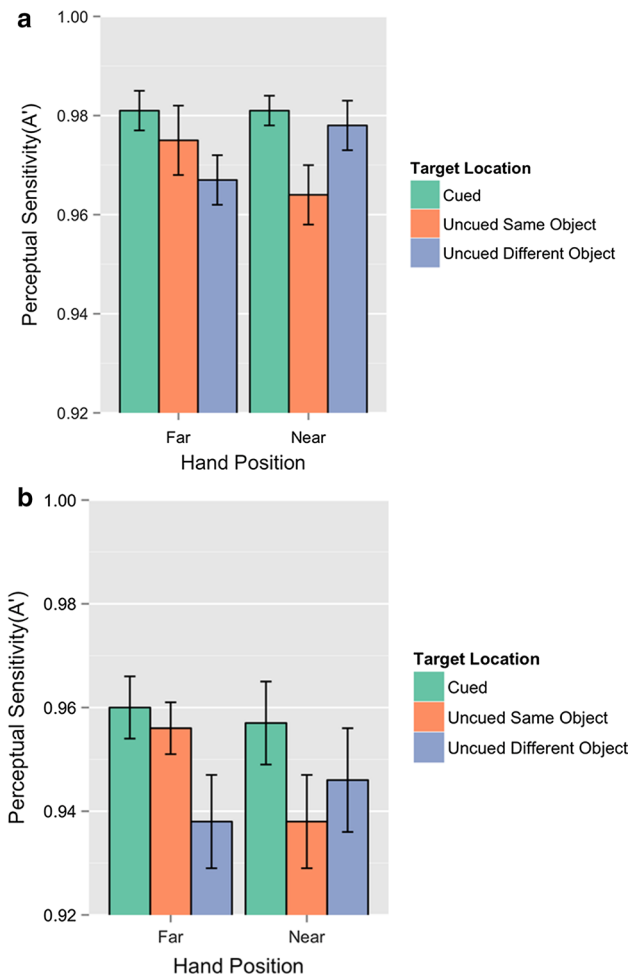 a
1.00
0.98
0.96
0.94
0.92
Perceptual Sensitivity(A')
Far
Near
Hand Position
Target Location
Cued
Uncued Same Object
Uncued Different Object
b
1.00
0.98
0.96
0.94
0.92
Perceptual Sensitivity(A')
Far
Near
Hand Position
Target Location
Cued
Uncued Same Object
Uncued Different Object